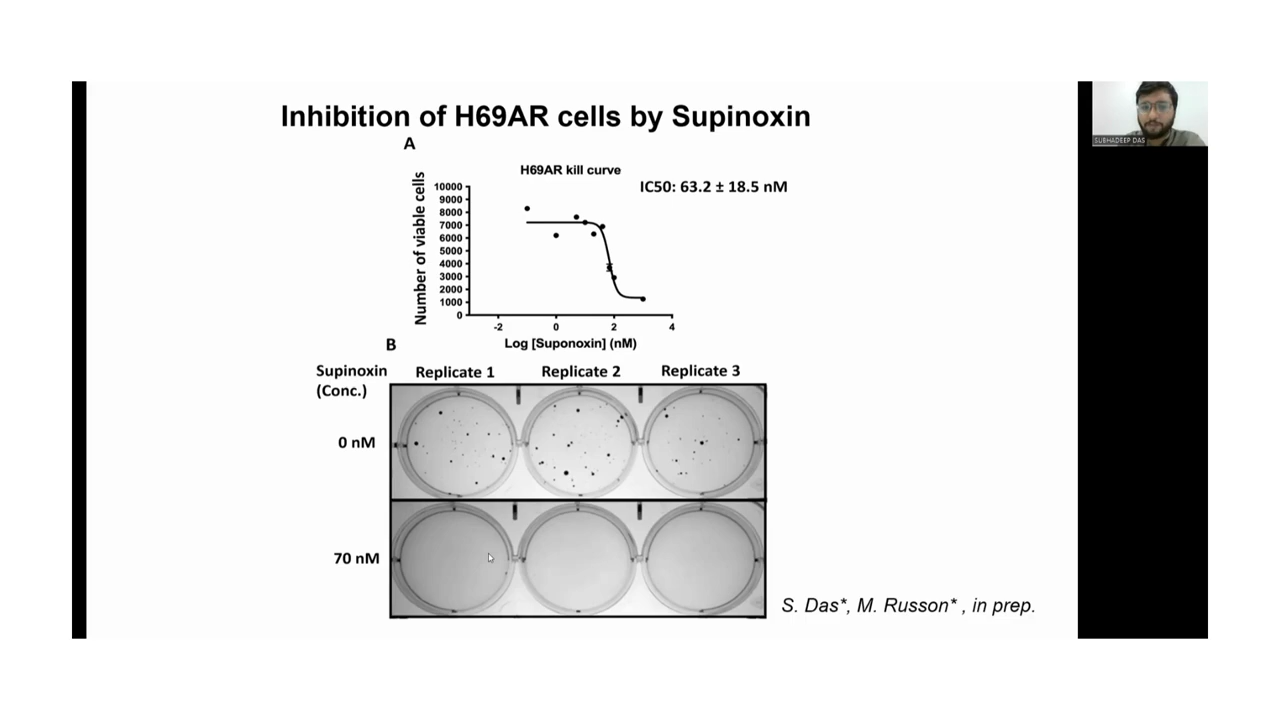 Inhibition of H69AR cells by Supinoxin
A
H69AR kill curve
IC50: 63.2 ± 18.5 nM
Number of viable cells
10000
9000
8000
7000
6000
5000
4000
3000
2000
1000
0
-2 0 2 4
Log [Suponoxin] (nM)
B
Supinoxin
(Conc.)
Replicate 1 Replicate 2 Replicate 3
0 nM
70 nM
S. Das*, M. Russon* , in prep.
SUBHADEEP DAS